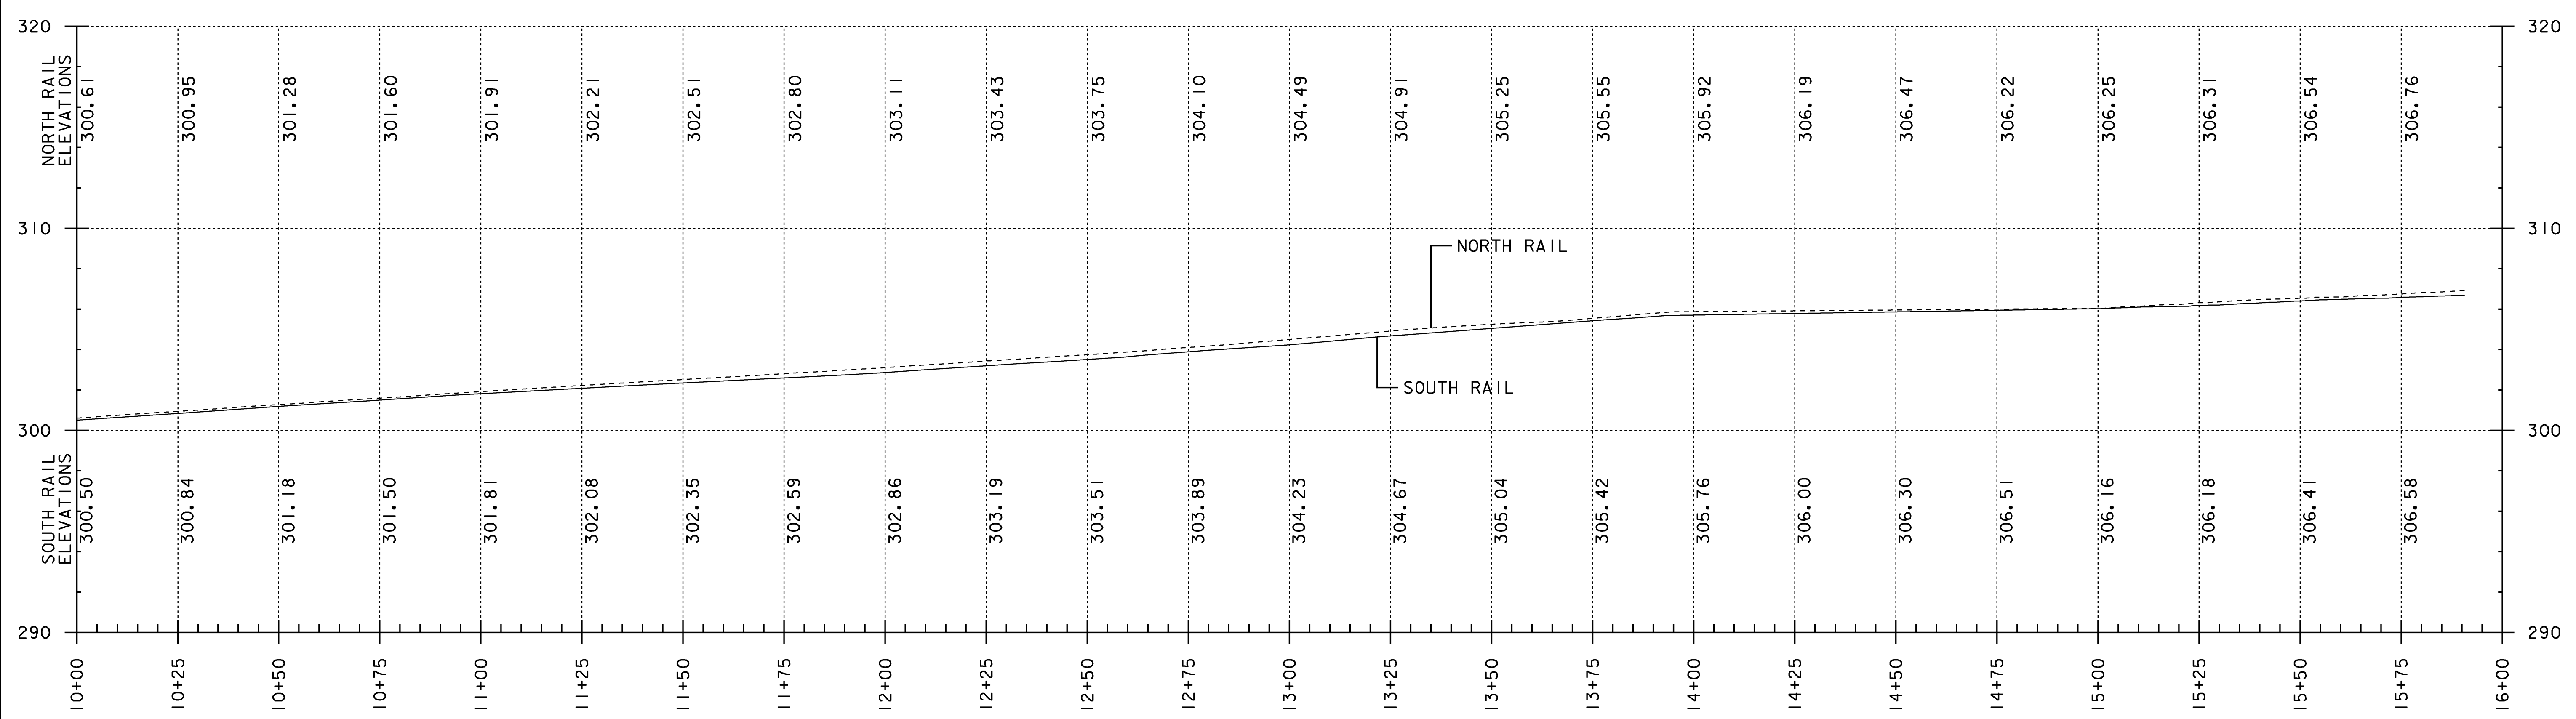 320 320
NORTH RAIL
ELEVATIONS
300.61 300.95 301.28 301.60 301.91 302.21 302.51 302.80 303.11 303.43 303.75 304.10 304.49 304.91 305.25 305.55 305.92 306.19 306.47 306.22 306.25 306.31 306.54 306.76
310 310
NORTH RAIL
SOUTH RAIL
300 300
SOUTH RAIL
ELEVATIONS
300.50 300.84 301.18 301.50 301.81 302.08 302.35 302.59 302.86 303.19 303.51 303.89 304.23 304.67 305.04 305.42 305.76 306.00 306.30 306.51 306.16 306.18 306.41 306.58
290 290
10+00 10+25 10+50 10+75 11+00 11+25 11+50 11+75 12+00 12+25 12+50 12+75 13+00 13+25 13+50 13+75 14+00 14+25 14+50 14+75 15+00 15+25 15+50 15+75 16+00